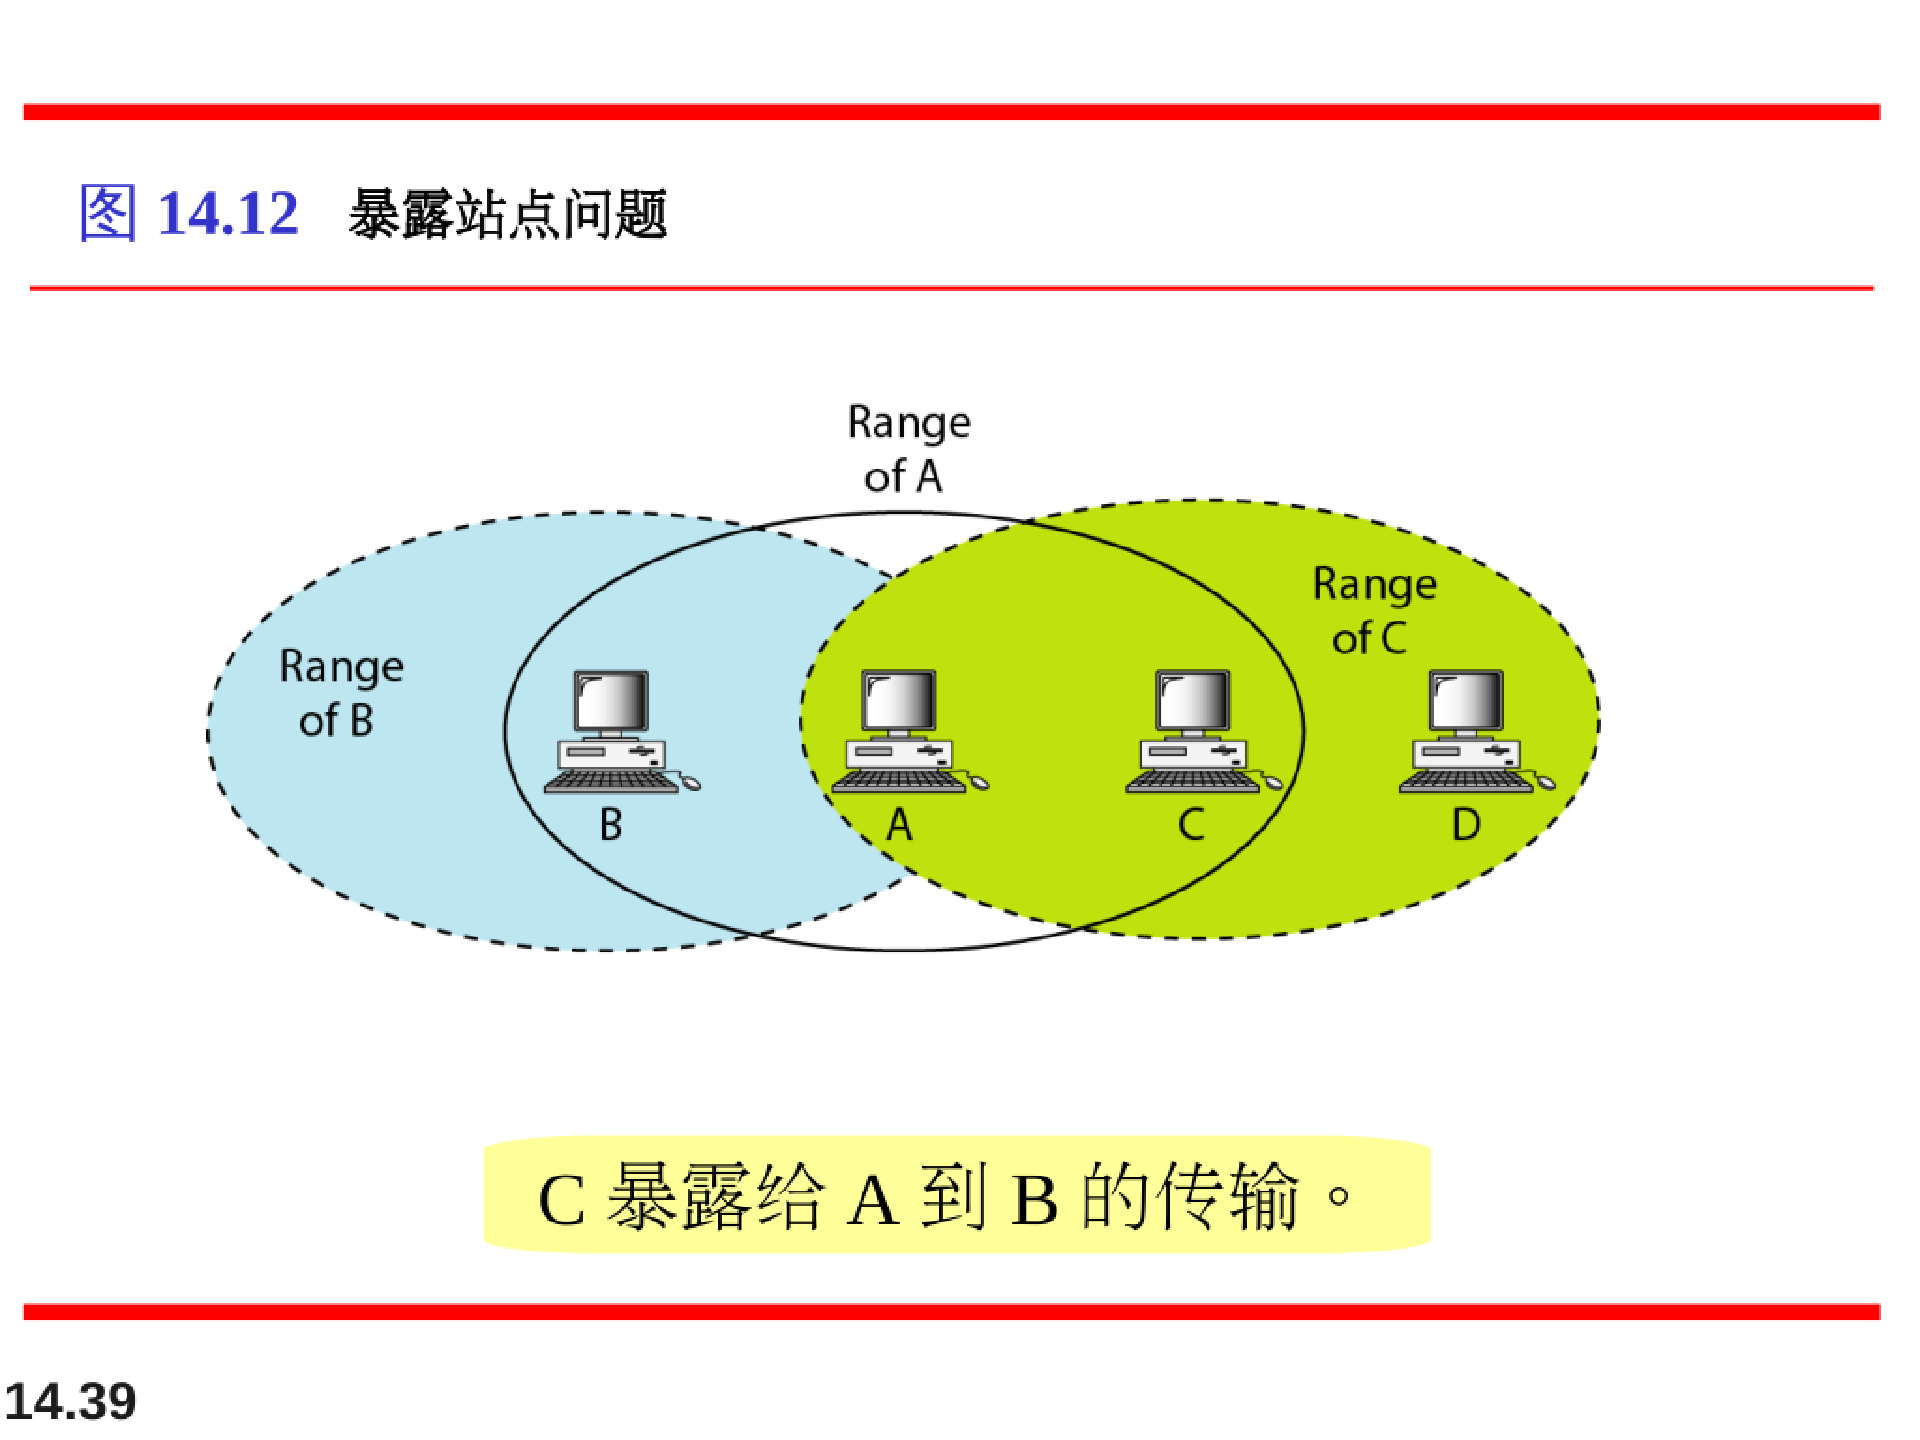 图 14.12 暴露站点问题
Range
of A
Range
of C
Range
of B
B
A
C
D
C 暴露给 A 到 B 的传输。
14.39